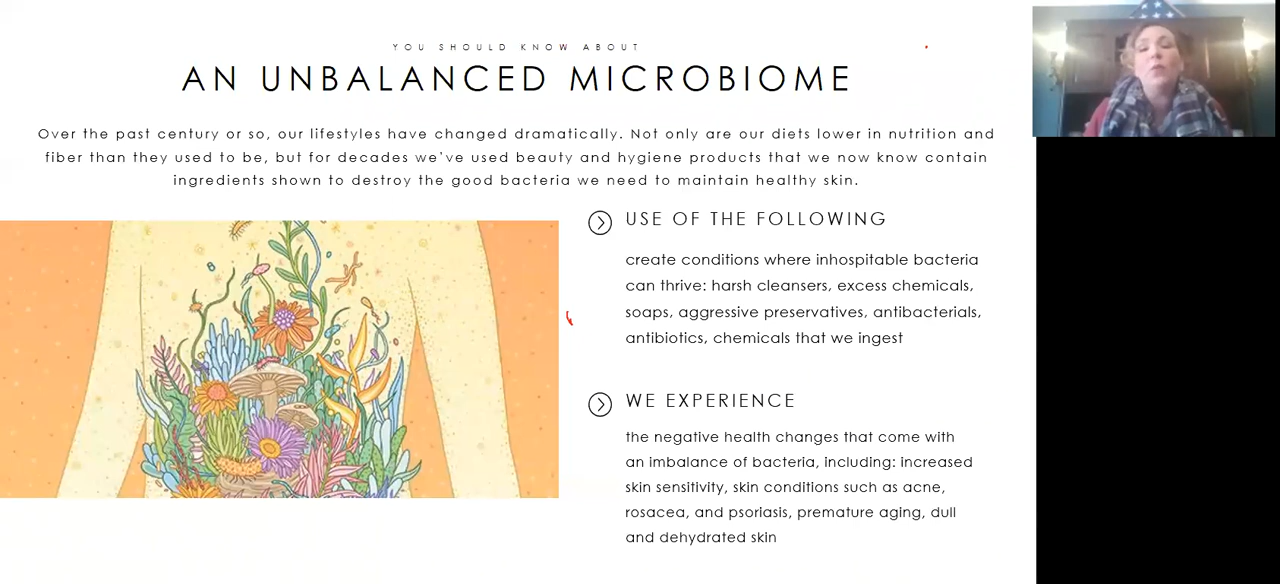 YOU SHOULD KNOW ABOUT
AN UNBALANCED MICROBIOME
Over the past century or so, our lifestyles have changed dramatically. Not only are our diets lower in nutrition and
fiber than they used to be, but for decades we've used beauty and hygiene products that we now know contain
ingredients shown to destroy the good bacteria we need to maintain healthy skin.
USE OF THE FOLLOWING
create conditions where inhospitable bacteria
can thrive: harsh cleansers, excess chemicals,
soaps, aggressive preservatives, antibacterials,
antibiotics, chemicals that we ingest
WE EXPERIENCE
the negative health changes that come with
an imbalance of bacteria, including: increased
skin sensitivity, skin conditions such as acne,
rosacea, and psoriasis, premature aging, dull
and dehydrated skin